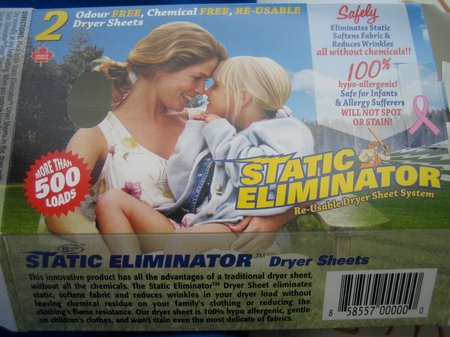 2 Odour FREE, Chemical FREE, RE-USABLE
Dryer Sheets
Safely
Eliminates Static
Softens Fabric &
Reduces Wrinkles
all without chemicals!!
100%
hypo-allergenic!
Safe for Infants
& Allergy Sufferers
WILL NOT SPOT
OR STAIN!
MORE THAN
500
LOADS
STATIC
ELIMINATOR
Re-Usable Dryer Sheet System
STATIC ELIMINATOR™ Dryer Sheets
This innovative product has all the advantages of a traditional dryer sheet,
without all the chemicals. The Static Eliminator™ Dryer Sheet eliminates
static, softens fabric and reduces wrinkles in your dryer load without
leaving chemical residue on your family's clothing or reducing the
clothing's flame resistance. Our dryer sheet is 100% hypo allergenic, gentle
on children's clothes, and won't stain even the most delicate of fabrics.
8 58557 00000 0